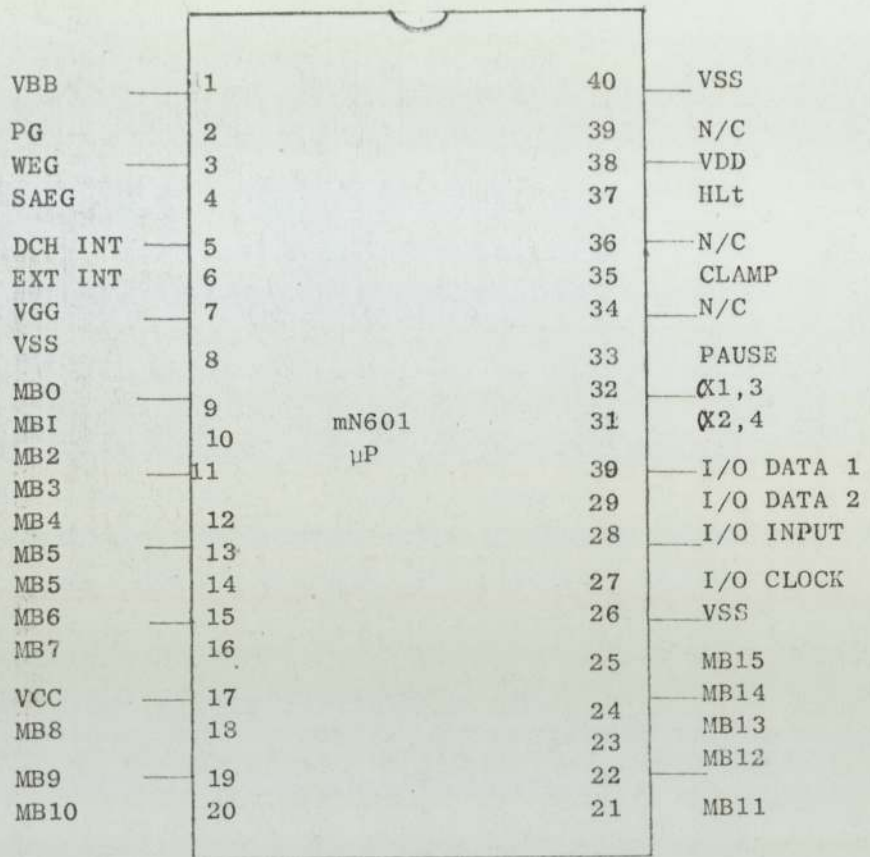 VBB 1 40 VSS
PG 2 39 N/C
WEG 3 38 VDD
SAEG 4 37 HLt
DCH INT 5 36 N/C
EXT INT 6 35 CLAMP
VGG 7 34 N/C
VSS 8 33 PAUSE
MBO 9 32 (X1,3
MBI 10 mN601 31 (X2,4
MB2 11 µP 30 I/O DATA 1
MB3 29 I/O DATA 2
MB4 12 28 I/O INPUT
MB5 13
MB5 14 27 I/O CLOCK
MB6 15 26 VSS
MB7 16 25 MB15
VCC 17 24 MB14
MB8 18 23 MB13
MB9 19 22 MB12
MB10 20 21 MB11